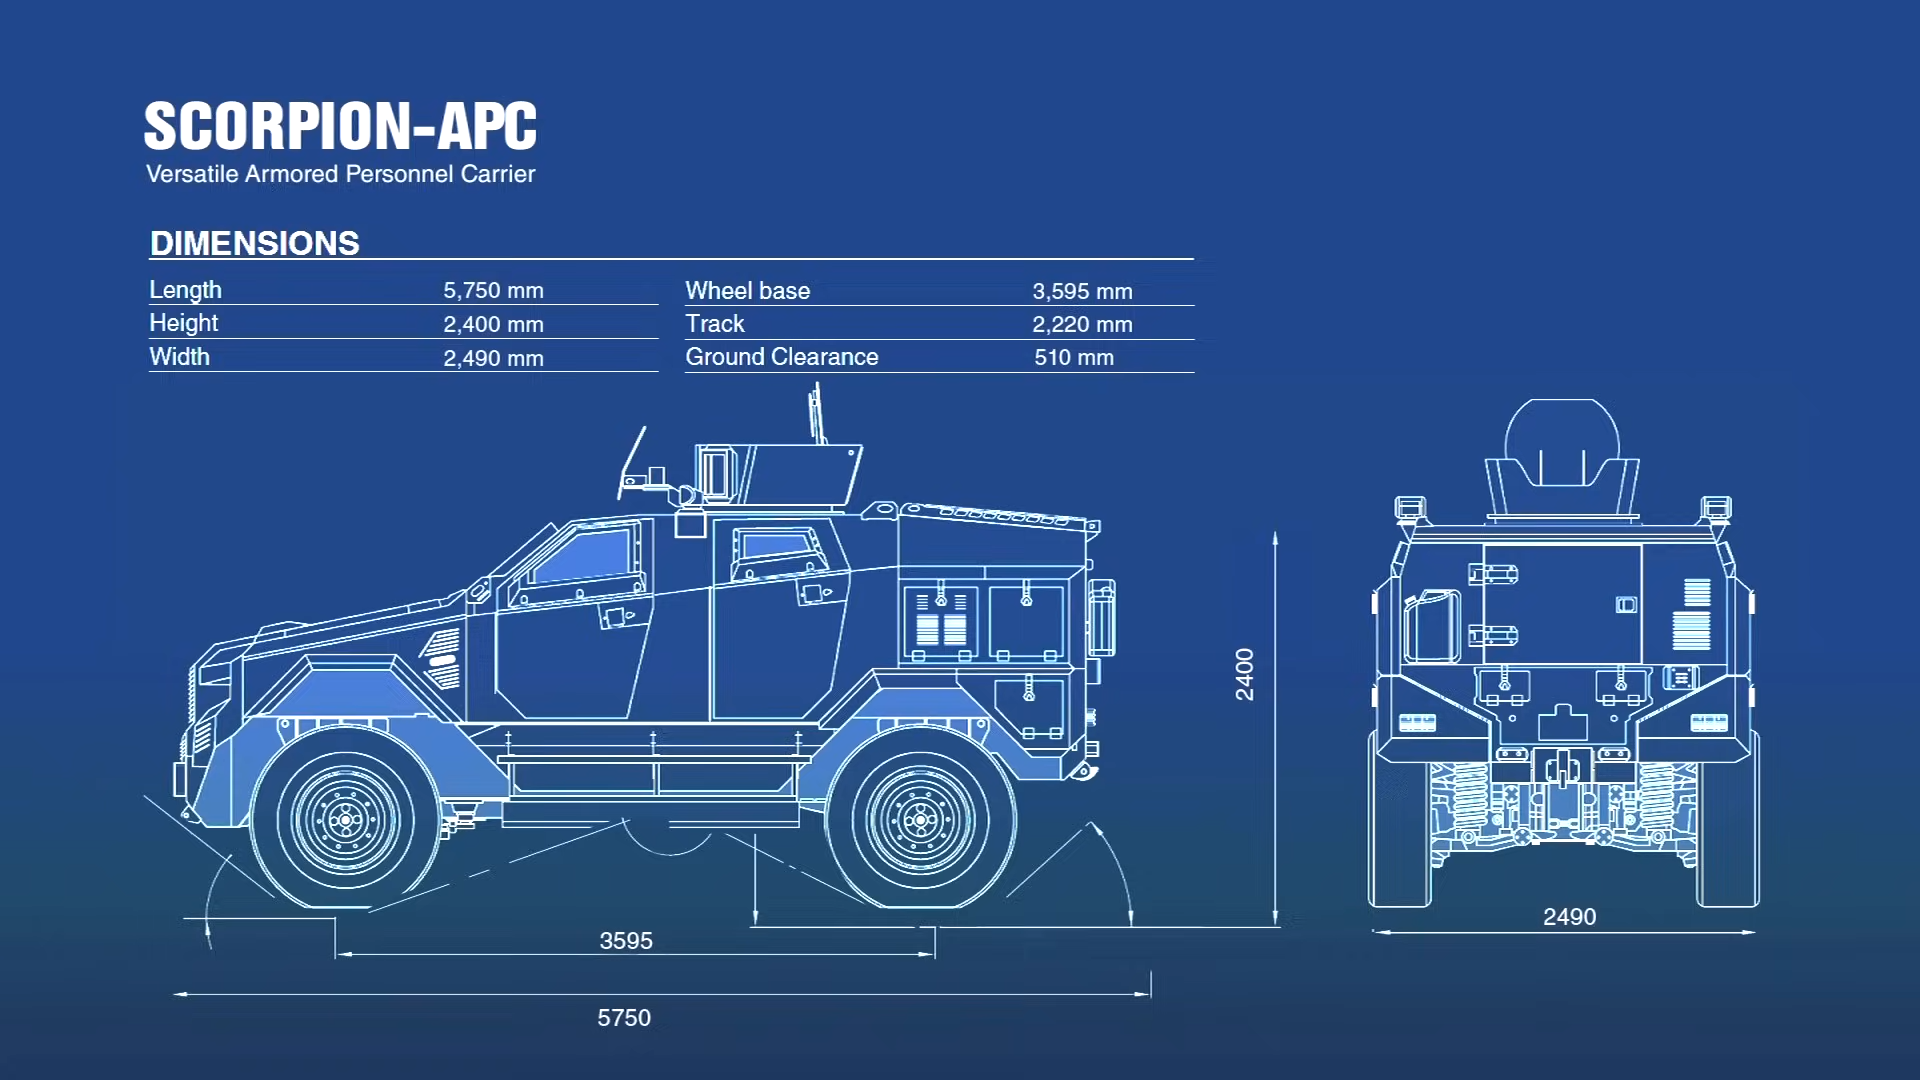 SCORPION-APC
Versatile Armored Personnel Carrier
DIMENSIONS
Length 5,750 mm
Height 2,400 mm
Width 2,490 mm
Wheel base 3,595 mm
Track 2,220 mm
Ground Clearance 510 mm
2400
2490
3595
5750